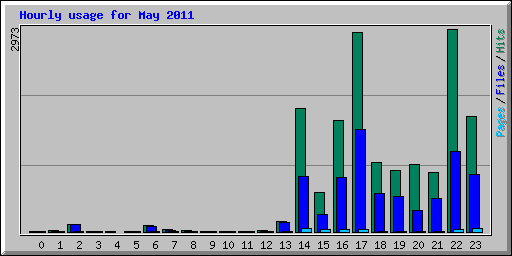 Hourly usage for May 2011
2973
Pages / Files / Hits
0 1 2 3 4 5 6 7 8 9 10 11 12 13 14 15 16 17 18 19 20 21 22 23